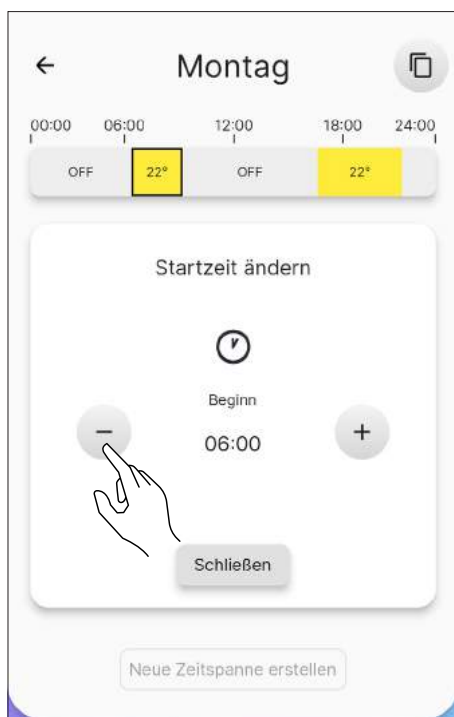 Montag
00:00 06:00 12:00 18:00 24:00
OFF 22° OFF 22°
Startzeit ändern
Beginn
06:00
Schließen
Neue Zeitspanne erstellen